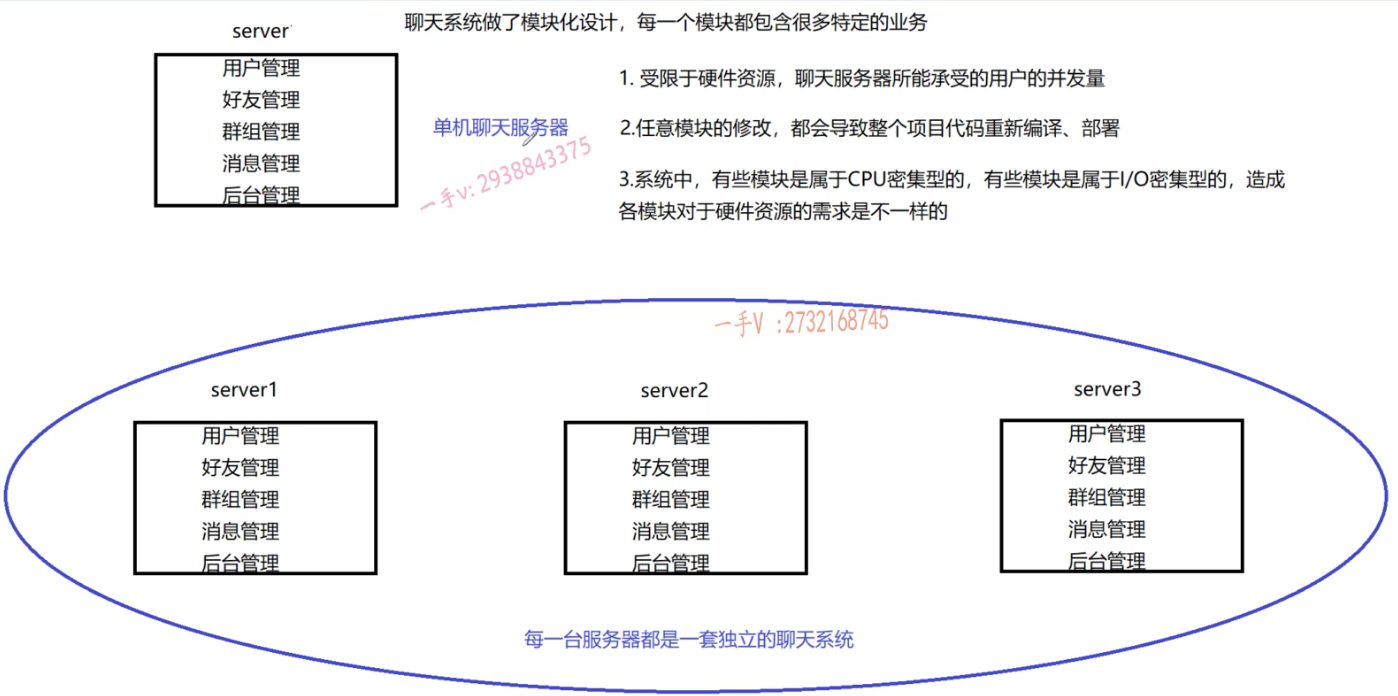 聊天系统做了模块化设计，每一个模块都包含很多特定的业务
server
用户管理
好友管理
群组管理
消息管理
后台管理
单机聊天服务器
一手v: 2938843375
1. 受限于硬件资源，聊天服务器所能承受的用户的并发量
2.任意模块的修改，都会导致整个项目代码重新编译、部署
3.系统中，有些模块是属于CPU密集型的，有些模块是属于I/O密集型的，造成
各模块对于硬件资源的需求是不一样的
一手V :2732168745
server1
用户管理
好友管理
群组管理
消息管理
后台管理
server2
用户管理
好友管理
群组管理
消息管理
后台管理
server3
用户管理
好友管理
群组管理
消息管理
后台管理
每一台服务器都是一套独立的聊天系统